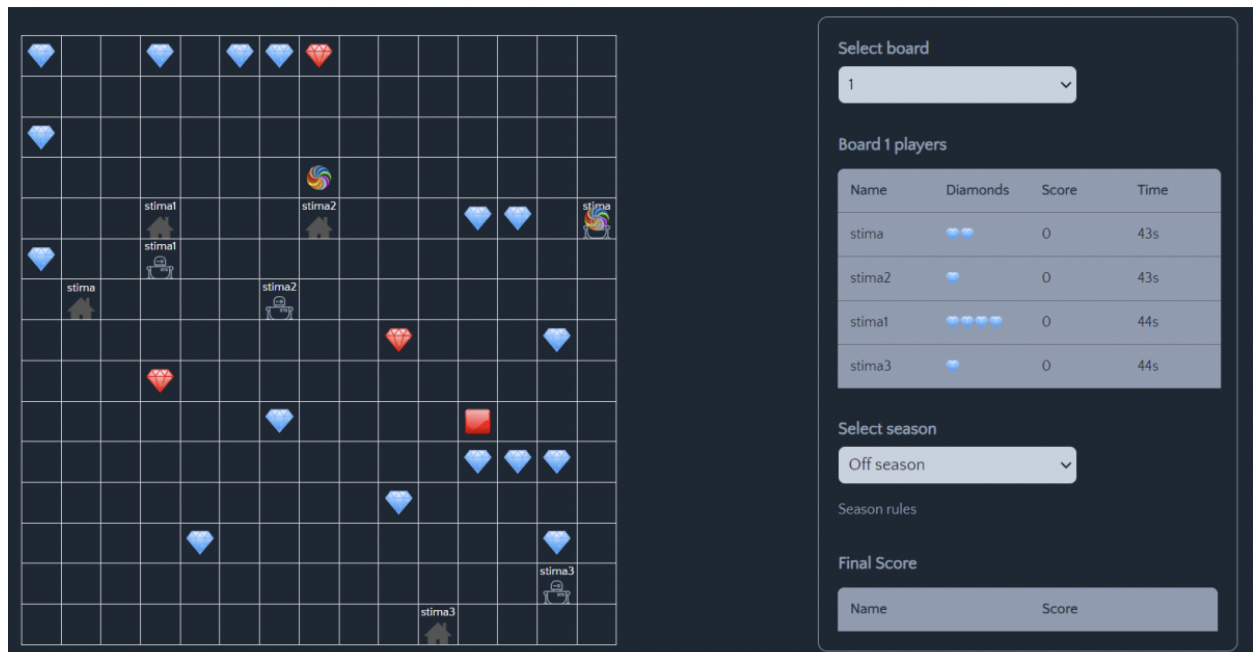 Select board
1
Board 1 players
Name Diamonds Score Time
stima 0 43s
stima2 0 43s
stima1 0 44s
stima3 0 44s
Select season
Off season
Season rules
Final Score
Name Score
stima1 stima2 stima
stima1
stima stima2
stima3
stima3